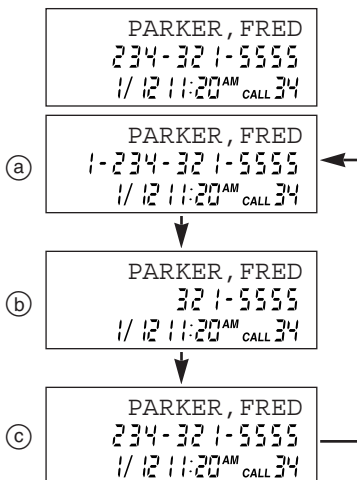 PARKER,FRED
234-321-5555
1/12 11:20AM CALL 34
PARKER,FRED
ⓐ 1-234-321-5555
1/12 11:20AM CALL 34
PARKER,FRED
ⓑ 321-5555
1/12 11:20AM CALL 34
PARKER,FRED
ⓒ 234-321-5555
1/12 11:20AM CALL 34